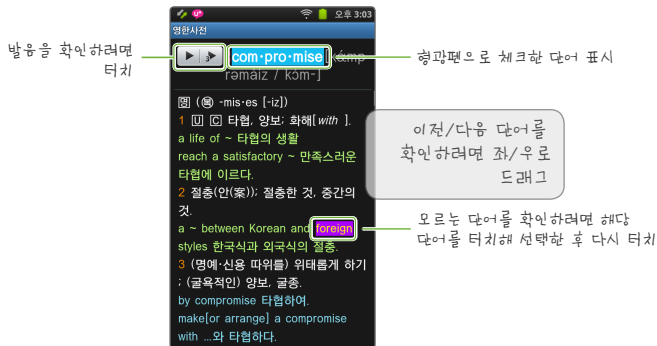 오후 3:03
영한사전
발음을 확인하려면
터치
com·pro·mise [kάmp
rəmàiz / kɔ́m-]
형광펜으로 체크한 단어 표시
명 (복 -mis·es [-iz])
1 U C 타협, 양보; 화해[with ].
a life of ~ 타협의 생활
reach a satisfactory ~ 만족스러운
타협에 이르다.
2 절충(안(案)); 절충한 것, 중간의
것.
a ~ between Korean and foreign
styles 한국식과 외국식의 절충.
3 (명예·신용 따위를) 위태롭게 하기
; (굴욕적인) 양보, 굴종.
by compromise 타협하여.
make[or arrange] a compromise
with ...와 타협하다.
이전/다음 단어를
확인하려면 좌/우로
드래그
모르는 단어를 확인하려면 해당
단어를 터치해 선택한 후 다시 터치